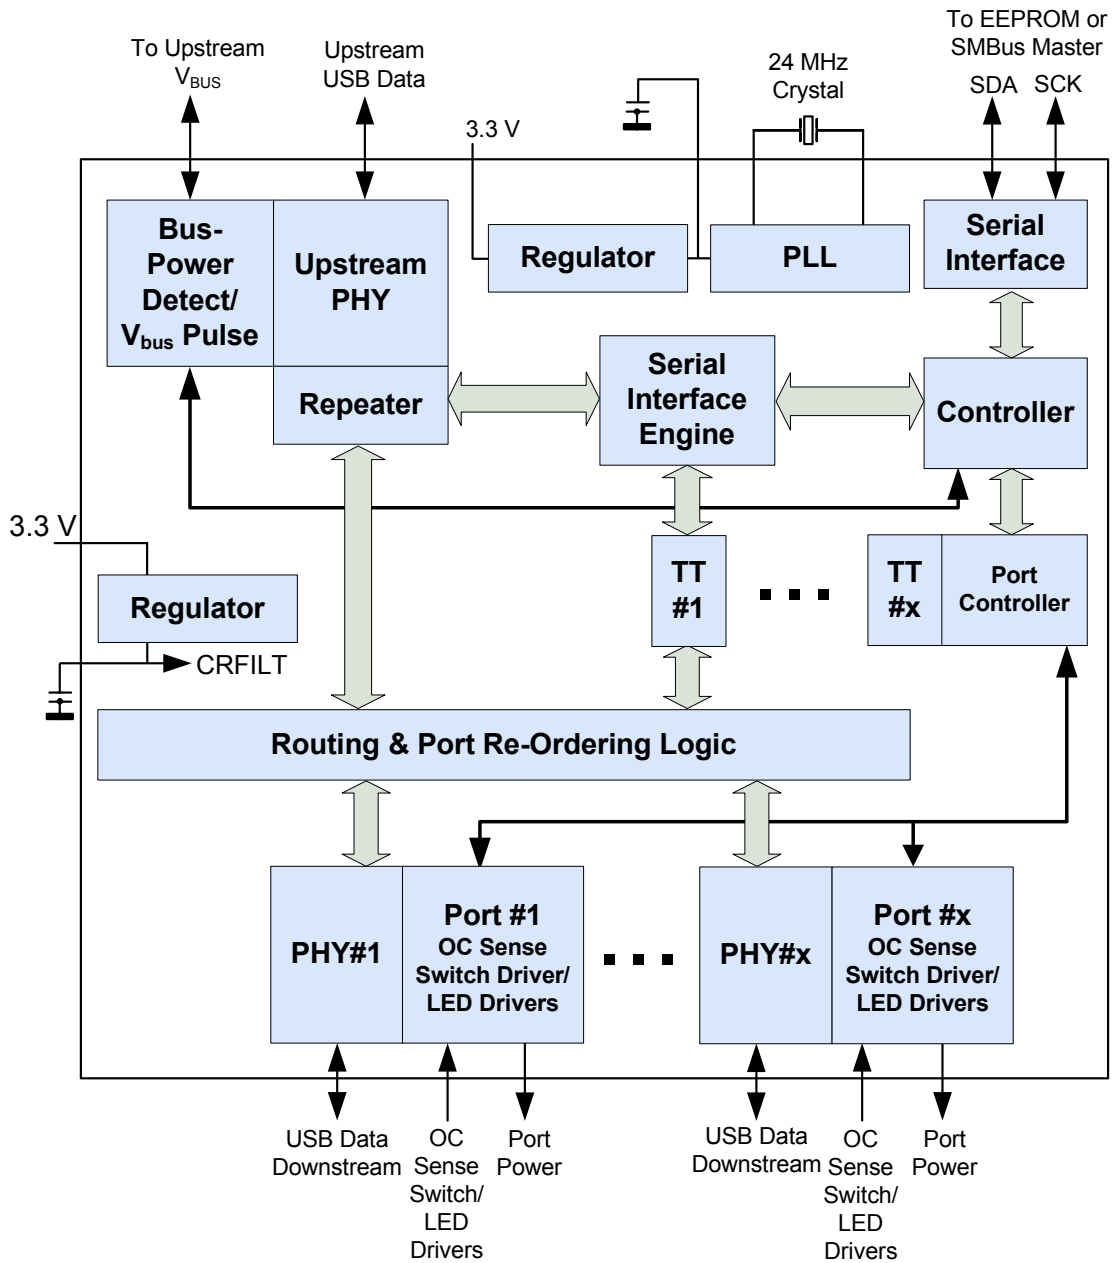 To Upstream
VBUS
Upstream
USB Data
3.3 V
24 MHz
Crystal
To EEPROM or
SMBus Master
SDA
SCK
Bus-
Power
Detect/
Vbus Pulse
Upstream
PHY
Regulator
PLL
Serial
Interface
Repeater
Serial
Interface
Engine
Controller
3.3 V
Regulator
CRFILT
TT
#1
TT
#x
Port
Controller
Routing & Port Re-Ordering Logic
PHY#1
Port #1
OC Sense
Switch Driver/
LED Drivers
PHY#x
Port #x
OC Sense
Switch Driver/
LED Drivers
USB Data
Downstream
OC
Sense
Switch/
LED
Drivers
Port
Power
USB Data
Downstream
OC
Sense
Switch/
LED
Drivers
Port
Power